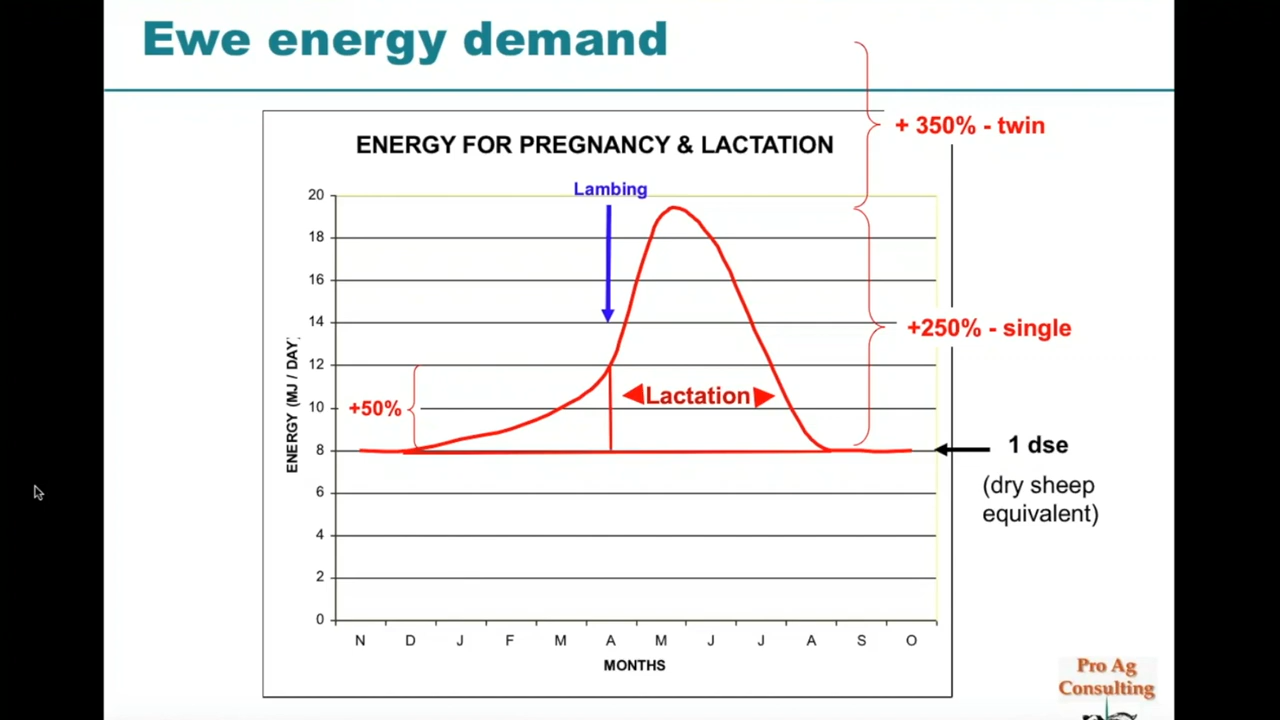 Ewe energy demand
+ 350% - twin
ENERGY FOR PREGNANCY & LACTATION
Lambing
20
18
16
14
12
10
8
6
4
2
0
ENERGY (MJ / DAY)
+50%
Lactation
+250% - single
1 dse
(dry sheep
equivalent)
N D J F M A M J J A S O
MONTHS
Pro Ag
Consulting